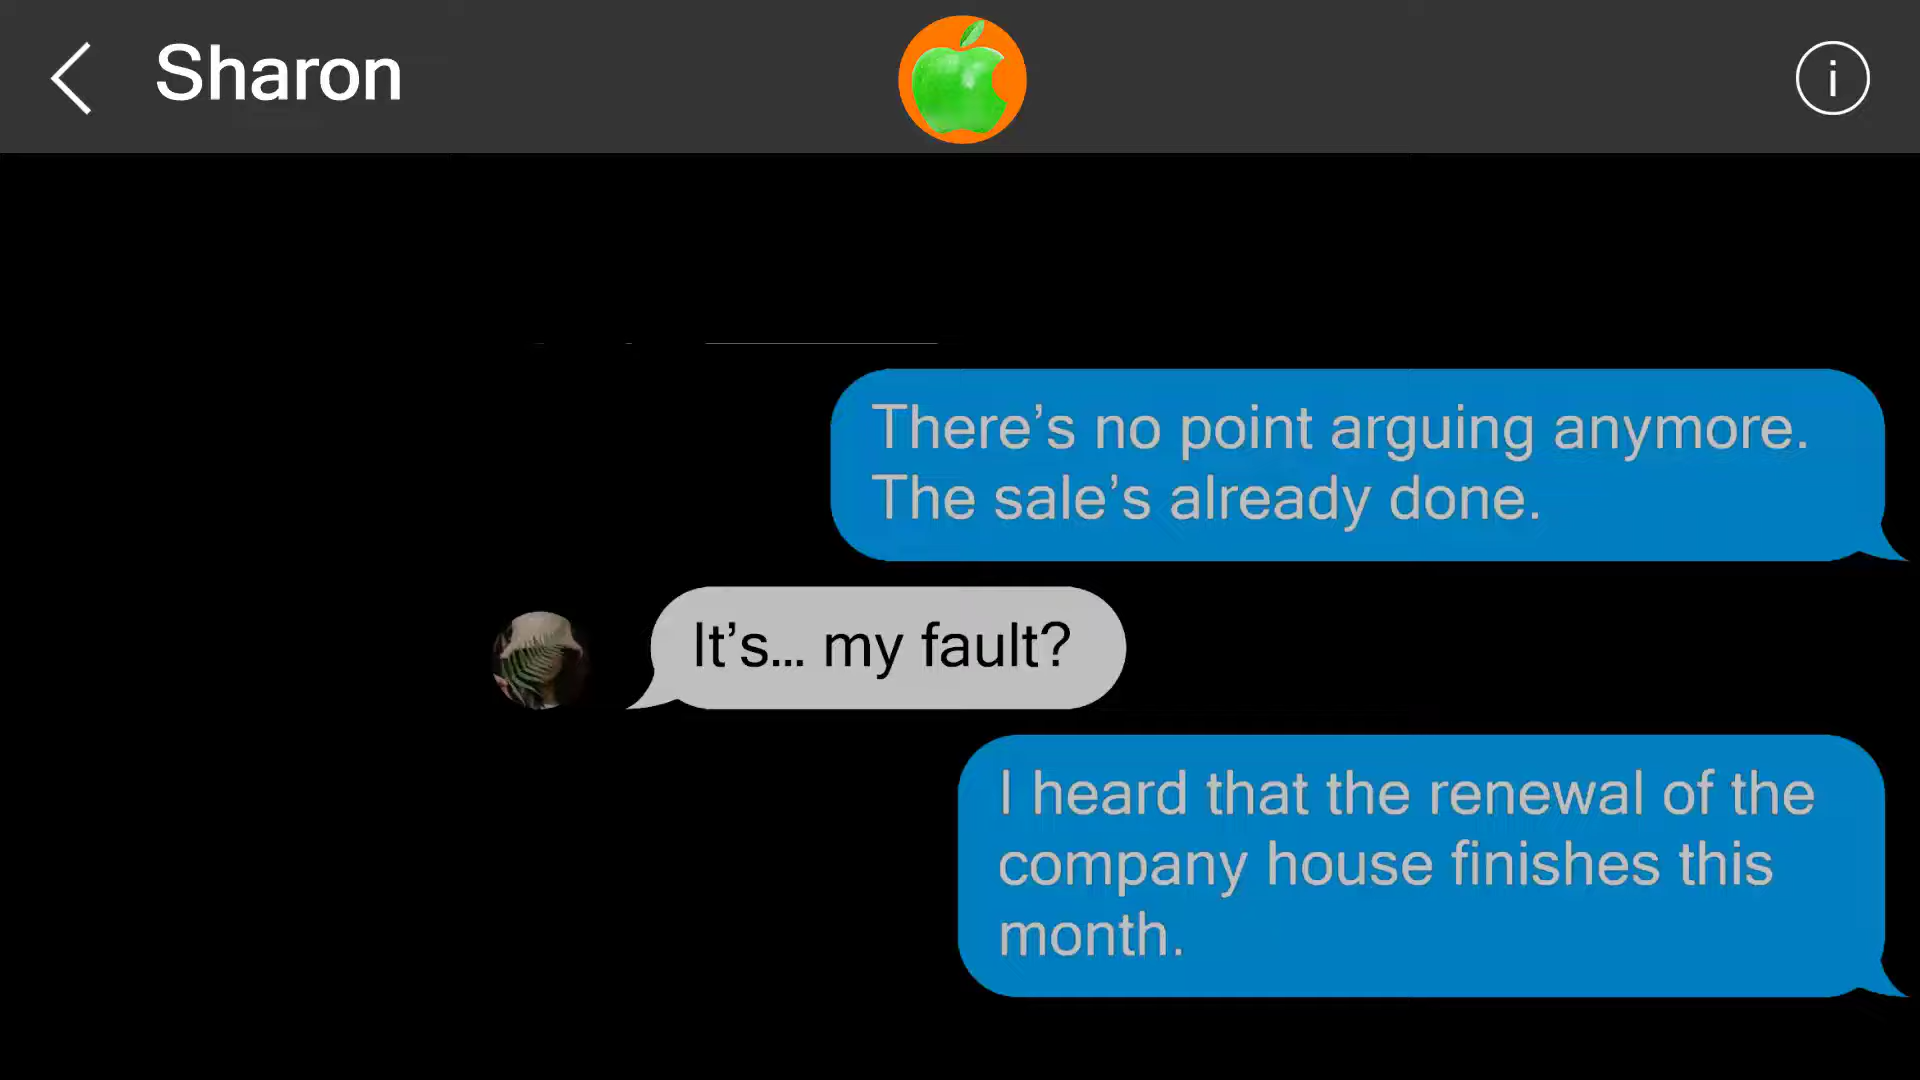 Sharon
There’s no point arguing anymore.
The sale’s already done.
It’s... my fault?
I heard that the renewal of the
company house finishes this
month.